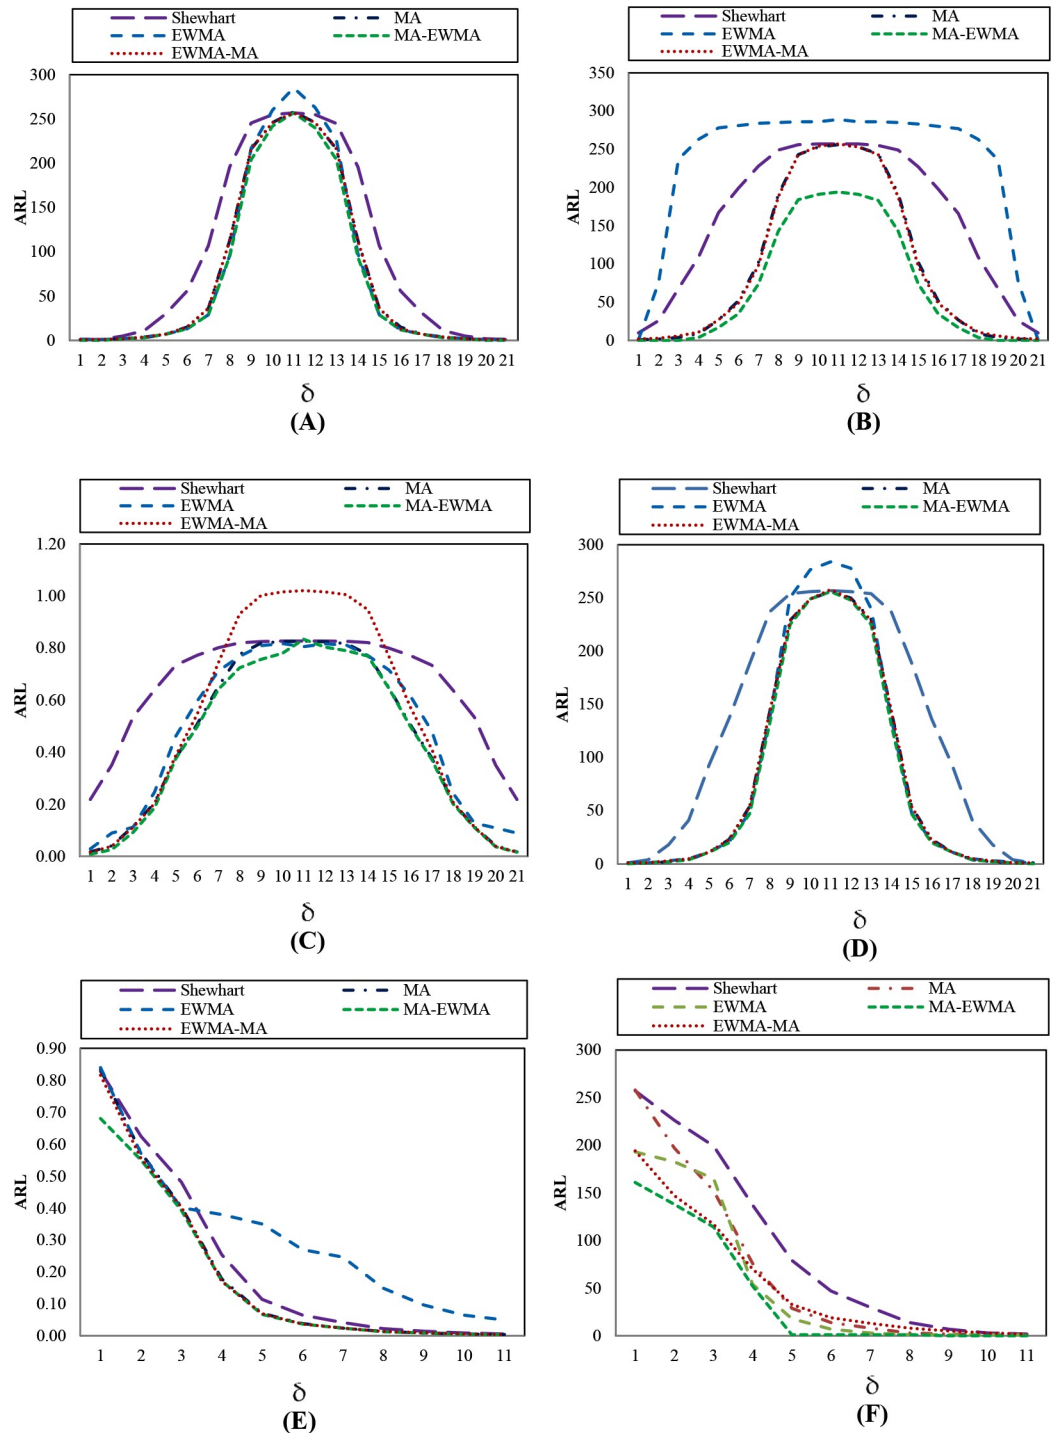 Shewhart MA
EWMA MA-EWMA
EWMA-MA
300
250
200
150
100
50
0
ARL
1 2 3 4 5 6 7 8 9 10 11 12 13 14 15 16 17 18 19 20 21
δ
(A)
Shewhart MA
EWMA MA-EWMA
EWMA-MA
350
300
250
200
150
100
50
0
ARL
1 2 3 4 5 6 7 8 9 10 11 12 13 14 15 16 17 18 19 20 21
δ
(B)
Shewhart MA
EWMA MA-EWMA
EWMA-MA
1.20
1.00
0.80
0.60
0.40
0.20
0.00
ARL
1 2 3 4 5 6 7 8 9 10 11 12 13 14 15 16 17 18 19 20 21
δ
(C)
Shewhart MA
EWMA MA-EWMA
EWMA-MA
300
250
200
150
100
50
0
ARL
1 2 3 4 5 6 7 8 9 10 11 12 13 14 15 16 17 18 19 20 21
δ
(D)
Shewhart MA
EWMA MA-EWMA
EWMA-MA
0.90
0.80
0.70
0.60
0.50
0.40
0.30
0.20
0.10
0.00
ARL
1 2 3 4 5 6 7 8 9 10 11
δ
(E)
Shewhart MA
EWMA MA-EWMA
EWMA-MA
300
250
200
150
100
50
0
ARL
1 2 3 4 5 6 7 8 9 10 11
δ
(F)